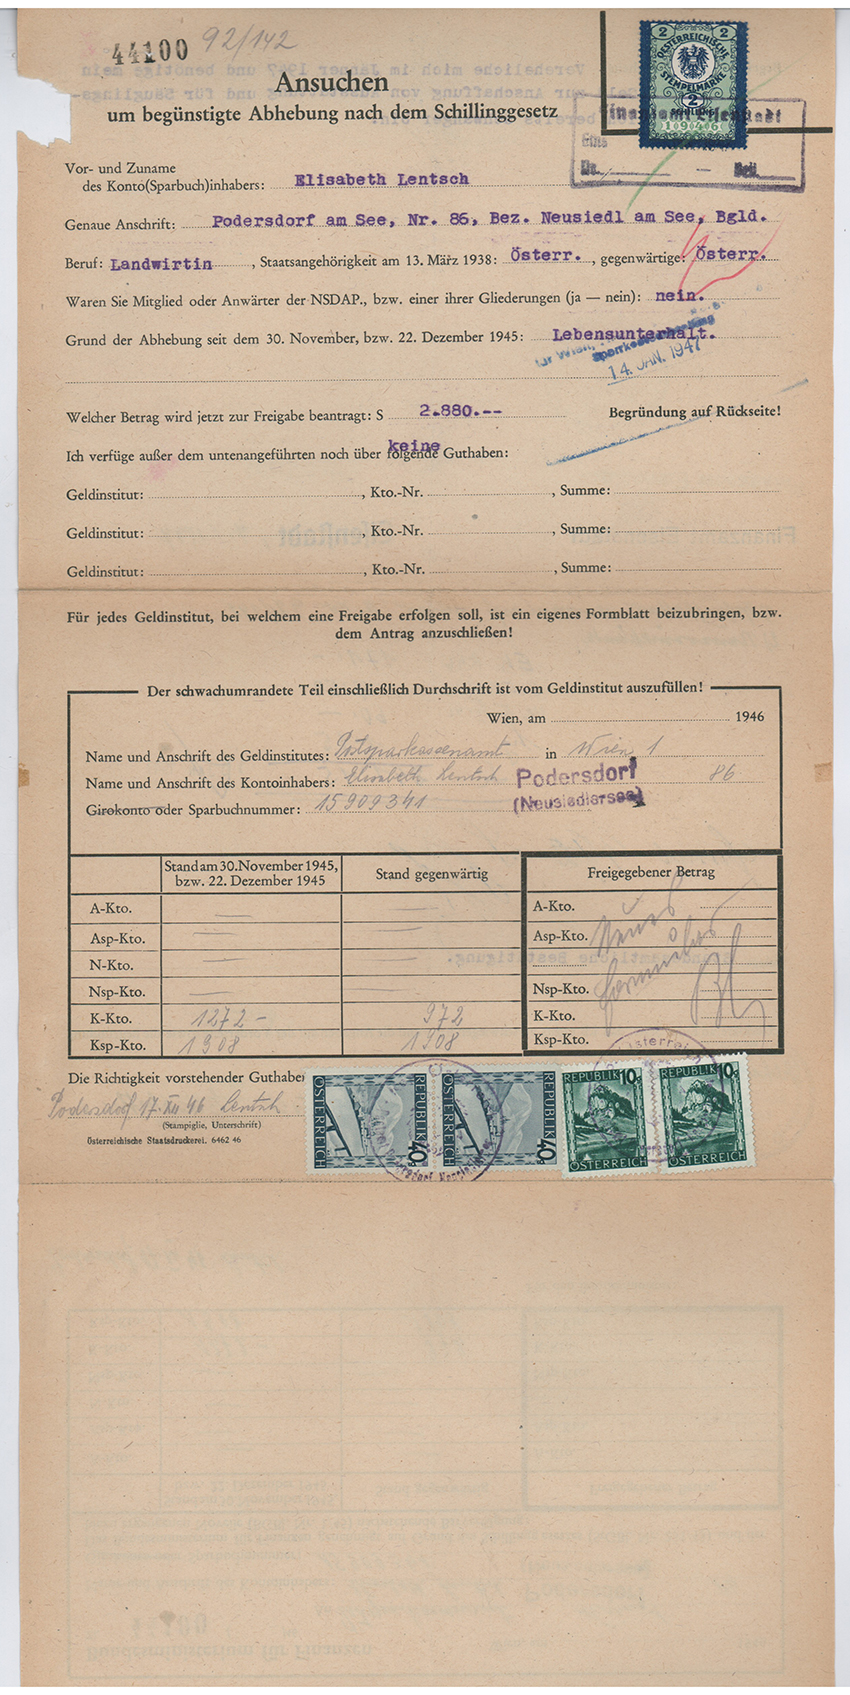 44100 92/142
Ansuchen
um begünstigte Abhebung nach dem Schillinggesetz
2 2
OESTERREICHISCHE
STEMPELMARKE
2
SCHILLING
1946
Finanzamt Eisenstadt
Vor- und Zuname
des Konto(Sparbuch)inhabers: Elisabeth Lentsch
Genaue Anschrift: Podersdorf am See, Nr. 86, Bez. Neusiedl am See, Bgld.
Beruf: Landwirtin, Staatsangehörigkeit am 13. März 1938: Österr., gegenwärtige: Österr.
Waren Sie Mitglied oder Anwärter der NSDAP., bzw. einer ihrer Gliederungen (ja — nein): nein.
Grund der Abhebung seit dem 30. November, bzw. 22. Dezember 1945: Lebensunterhalt.
14. JAN. 1947
Welcher Betrag wird jetzt zur Freigabe beantragt: S 2.880.-- Begründung auf Rückseite!
keine
Ich verfüge außer dem untenangeführten noch über folgende Guthaben:
Geldinstitut: , Kto.-Nr. , Summe:
Geldinstitut: , Kto.-Nr. , Summe:
Geldinstitut: , Kto.-Nr. , Summe:
Für jedes Geldinstitut, bei welchem eine Freigabe erfolgen soll, ist ein eigenes Formblatt beizubringen, bzw.
dem Antrag anzuschließen!
Der schwachumrandete Teil einschließlich Durchschrift ist vom Geldinstitut auszufüllen!
Wien, am 1946
Name und Anschrift des Geldinstitutes: Postsparkassenamt in Wien 1
Name und Anschrift des Kontoinhabers: Elisabeth Lentsch Podersdorf 86
(Neusiedlersee)
Girokonto oder Sparbuchnummer: 15909341
Stand am 30. November 1945,
bzw. 22. Dezember 1945 Stand gegenwärtig Freigegebener Betrag
A-Kto. — — A-Kto.
Asp-Kto. — — Asp-Kto.
N-Kto. — —
Nsp-Kto. — — Nsp-Kto.
K-Kto. 1272 - 972 K-Kto.
Ksp-Kto. 1908 1908 Ksp-Kto.
Die Richtigkeit vorstehender Guthaben
Podersdorf 17. XII 46 Lentsch
(Stampiglie, Unterschrift)
Österreichische Staatsdruckerei. 6462 46
REPUBLIK 40g
ÖSTERREICH
REPUBLIK 40g
ÖSTERREICH
REPUBLIK 10g
ÖSTERREICH
REPUBLIK 10g
ÖSTERREICH